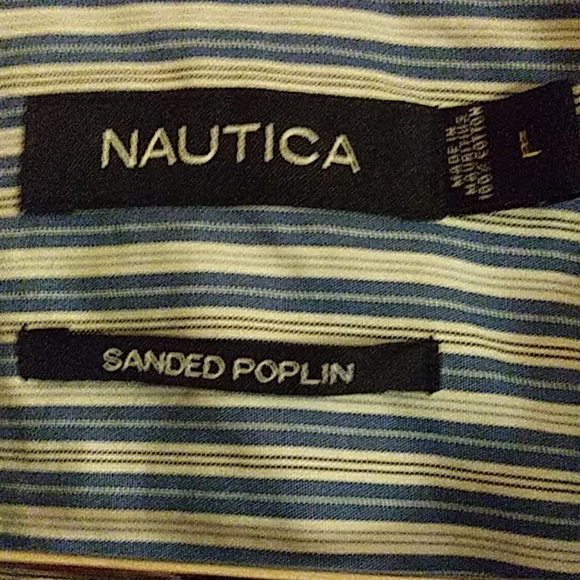 NAUTICA
MADE IN
MAURITIUS
100% COTTON
L
SANDED POPLIN